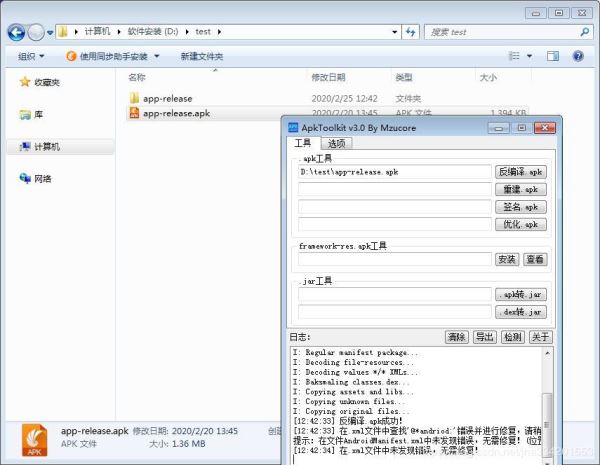 计算机 ▸ 软件安装 (D:) ▸ test ▸
搜索 test
组织 使用同步助手安装 新建文件夹
名称 修改日期 类型 大小
收藏夹
app-release 2020/2/25 12:42 文件夹
app-release.apk 2020/2/20 13:45 APK 文件 1,394 KB
库
计算机
网络
ApkToolkit v3.0 By Mzucore
工具 选项
.apk工具
D:\test\app-release.apk 反编译.apk
重建.apk
签名.apk
优化.apk
framework-res.apk工具
安装 查看
.jar工具
.apk转.jar
.dex转.jar
日志: 清除 导出 检测 关于
I: Regular manifest package...
I: Decoding file-resources...
I: Decoding values */* XMLs...
I: Baksmaling classes.dex...
I: Copying assets and libs...
I: Copying unknown files...
I: Copying original files...
[12:42:33] 反编译.apk成功!
[12:42:33] 在.xml文件中查找'@*andriod:'错误并进行修复，请稍
提示: 在文件AndroidManifest.xml中未发现错误，无需修复! (位
[12:42:34] 在.xml文件中未发现错误，无需修复!
app-release.apk 修改日期: 2020/2/20 13:45 创建
APK 文件 大小: 1.36 MB